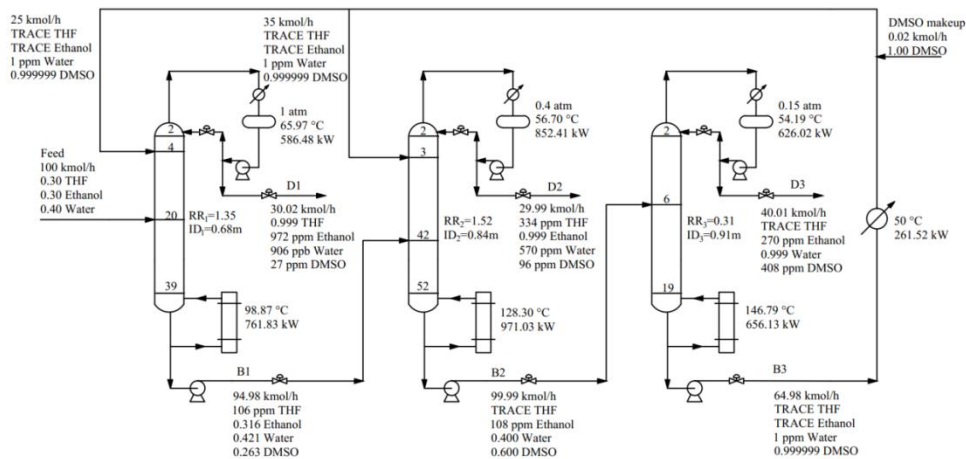 25 kmol/h
TRACE THF
TRACE Ethanol
1 ppm Water
0.999999 DMSO
35 kmol/h
TRACE THF
TRACE Ethanol
1 ppm Water
0.999999 DMSO
DMSO makeup
0.02 kmol/h
1.00 DMSO
1 atm
65.97 °C
586.48 kW
0.4 atm
56.70 °C
852.41 kW
0.15 atm
54.19 °C
626.02 kW
2
4
20
39
2
3
42
52
2
6
19
Feed
100 kmol/h
0.30 THF
0.30 Ethanol
0.40 Water
RR1=1.35
ID1=0.68m
D1
30.02 kmol/h
0.999 THF
972 ppm Ethanol
906 ppb Water
27 ppm DMSO
RR2=1.52
ID2=0.84m
D2
29.99 kmol/h
334 ppm THF
0.999 Ethanol
570 ppm Water
96 ppm DMSO
RR3=0.31
ID3=0.91m
D3
40.01 kmol/h
TRACE THF
270 ppm Ethanol
0.999 Water
408 ppm DMSO
50 °C
261.52 kW
98.87 °C
761.83 kW
128.30 °C
971.03 kW
146.79 °C
656.13 kW
B1
94.98 kmol/h
106 ppm THF
0.316 Ethanol
0.421 Water
0.263 DMSO
B2
99.99 kmol/h
TRACE THF
108 ppm Ethanol
0.400 Water
0.600 DMSO
B3
64.98 kmol/h
TRACE THF
TRACE Ethanol
1 ppm Water
0.999999 DMSO